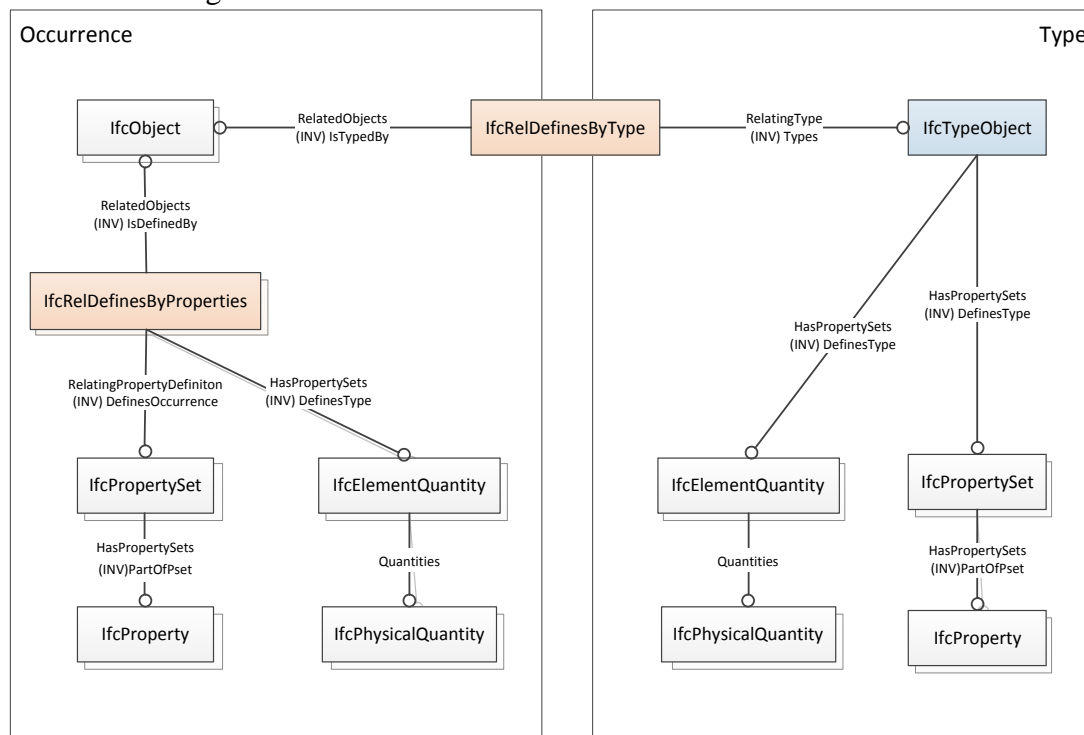 Occurrence
Type
IfcObject
RelatedObjects
(INV) IsTypedBy
IfcRelDefinesByType
RelatingType
(INV) Types
IfcTypeObject
RelatedObjects
(INV) IsDefinedBy
IfcRelDefinesByProperties
HasPropertySets
(INV) DefinesType
HasPropertySets
(INV) DefinesType
RelatingPropertyDefiniton
(INV) DefinesOccurrence
HasPropertySets
(INV) DefinesType
IfcPropertySet
IfcElementQuantity
IfcElementQuantity
IfcPropertySet
HasPropertySets
(INV)PartOfPset
Quantities
Quantities
HasPropertySets
(INV)PartOfPset
IfcProperty
IfcPhysicalQuantity
IfcPhysicalQuantity
IfcProperty